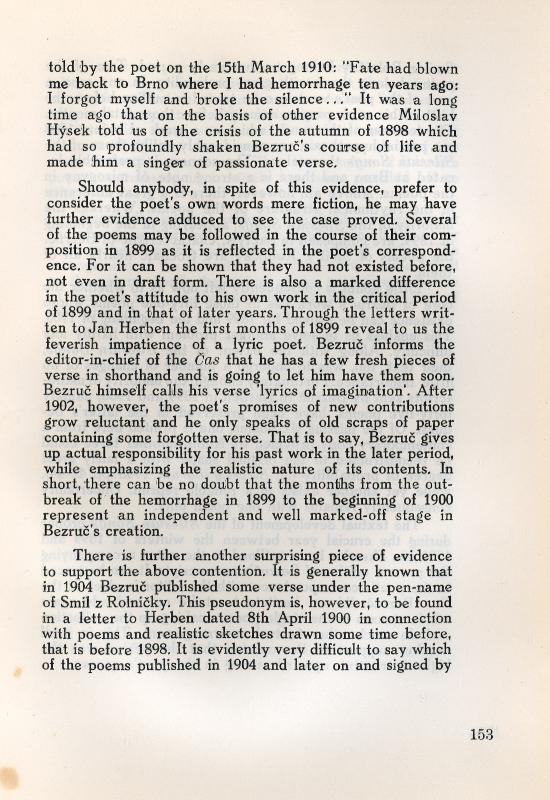 told by the poet on the 15th March 1910: "Fate had blown
me back to Brno where I had hemorrhage ten years ago:
I forgot myself and broke the silence..." It was a long
time ago that on the basis of other evidence Miloslav
Hýsek told us of the crisis of the autumn of 1898 which
had so profoundly shaken Bezruč's course of life and
made him a singer of passionate verse.
Should anybody, in spite of this evidence, prefer to
consider the poet's own words mere fiction, he may have
further evidence adduced to see the case proved. Several
of the poems may be followed in the course of their com-
position in 1899 as it is reflected in the poet's correspond-
ence. For it can be shown that they had not existed before,
not even in draft form. There is also a marked difference
in the poet's attitude to his own work in the critical period
of 1899 and in that of later years. Through the letters writ-
ten to Jan Herben the first months of 1899 reveal to us the
feverish impatience of a lyric poet. Bezruč informs the
editor-in-chief of the Čas that he has a few fresh pieces of
verse in shorthand and is going to let him have them soon.
Bezruč himself calls his verse 'lyrics of imagination'. After
1902, however, the poet's promises of new contributions
grow reluctant and he only speaks of old scraps of paper
containing some forgotten verse. That is to say, Bezruč gives
up actual responsibility for his past work in the later period,
while emphasizing the realistic nature of its contents. In
short, there can be no doubt that the months from the out-
break of the hemorrhage in 1899 to the beginning of 1900
represent an independent and well marked-off stage in
Bezruč's creation.
There is further another surprising piece of evidence
to support the above contention. It is generally known that
in 1904 Bezruč published some verse under the pen-name
of Smil z Rolničky. This pseudonym is, however, to be found
in a letter to Herben dated 8th April 1900 in connection
with poems and realistic sketches drawn some time before,
that is before 1898. It is evidently very difficult to say which
of the poems published in 1904 and later on and signed by
153